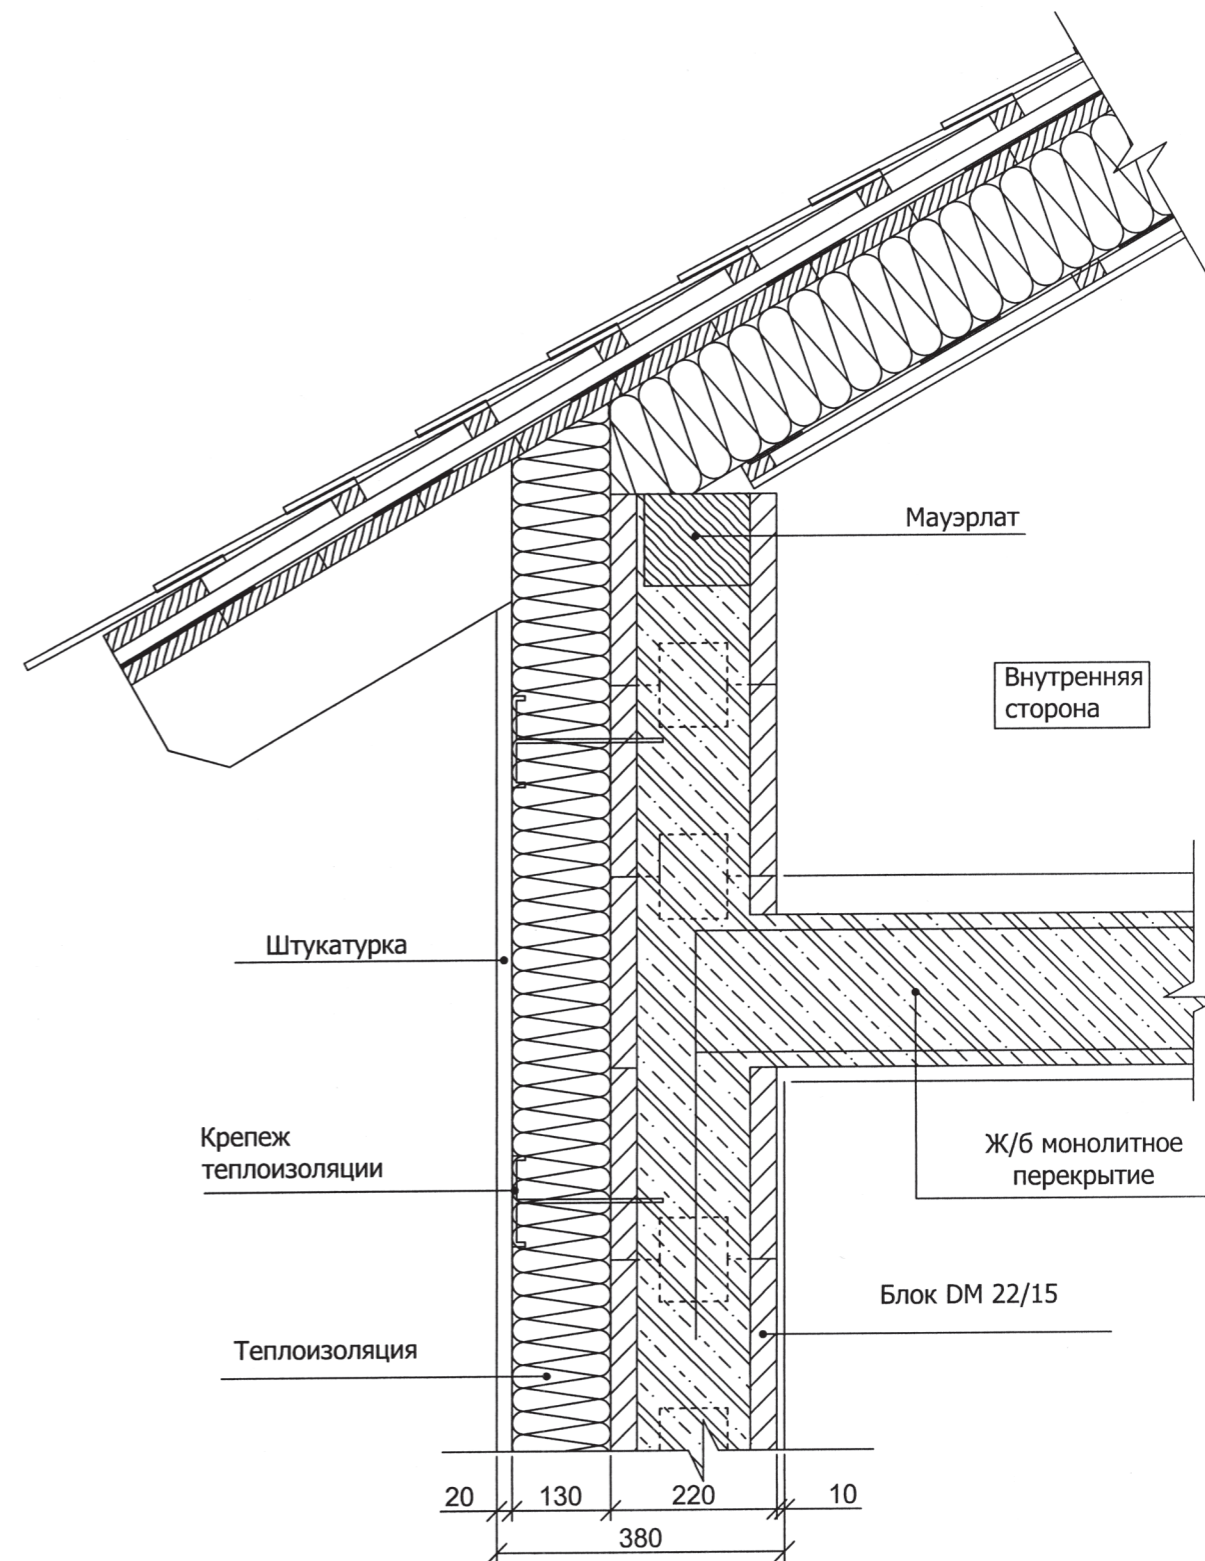 Мауэрлат
Внутренняя
сторона
Штукатурка
Крепеж
теплоизоляции
Ж/б монолитное
перекрытие
Блок DM 22/15
Теплоизоляция
20 130 220 10
380